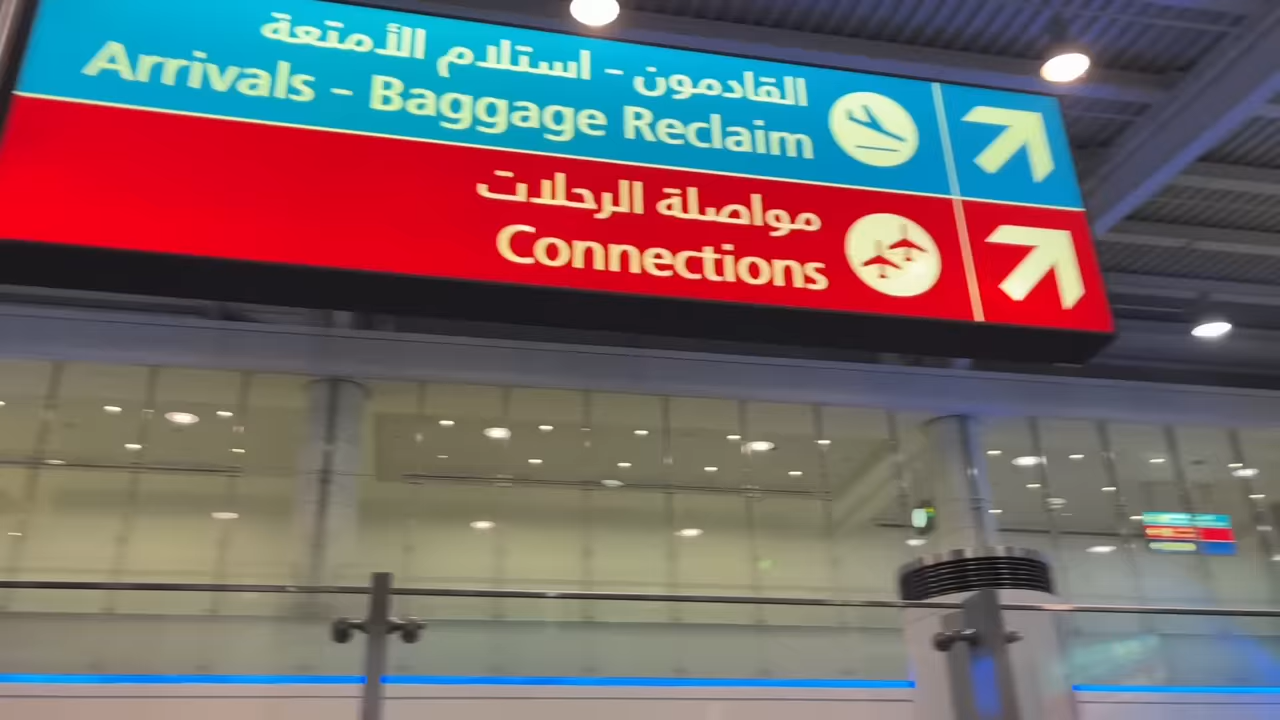 القادمون - استلام الأمتعة
Arrivals - Baggage Reclaim
مواصلة الرحلات
Connections